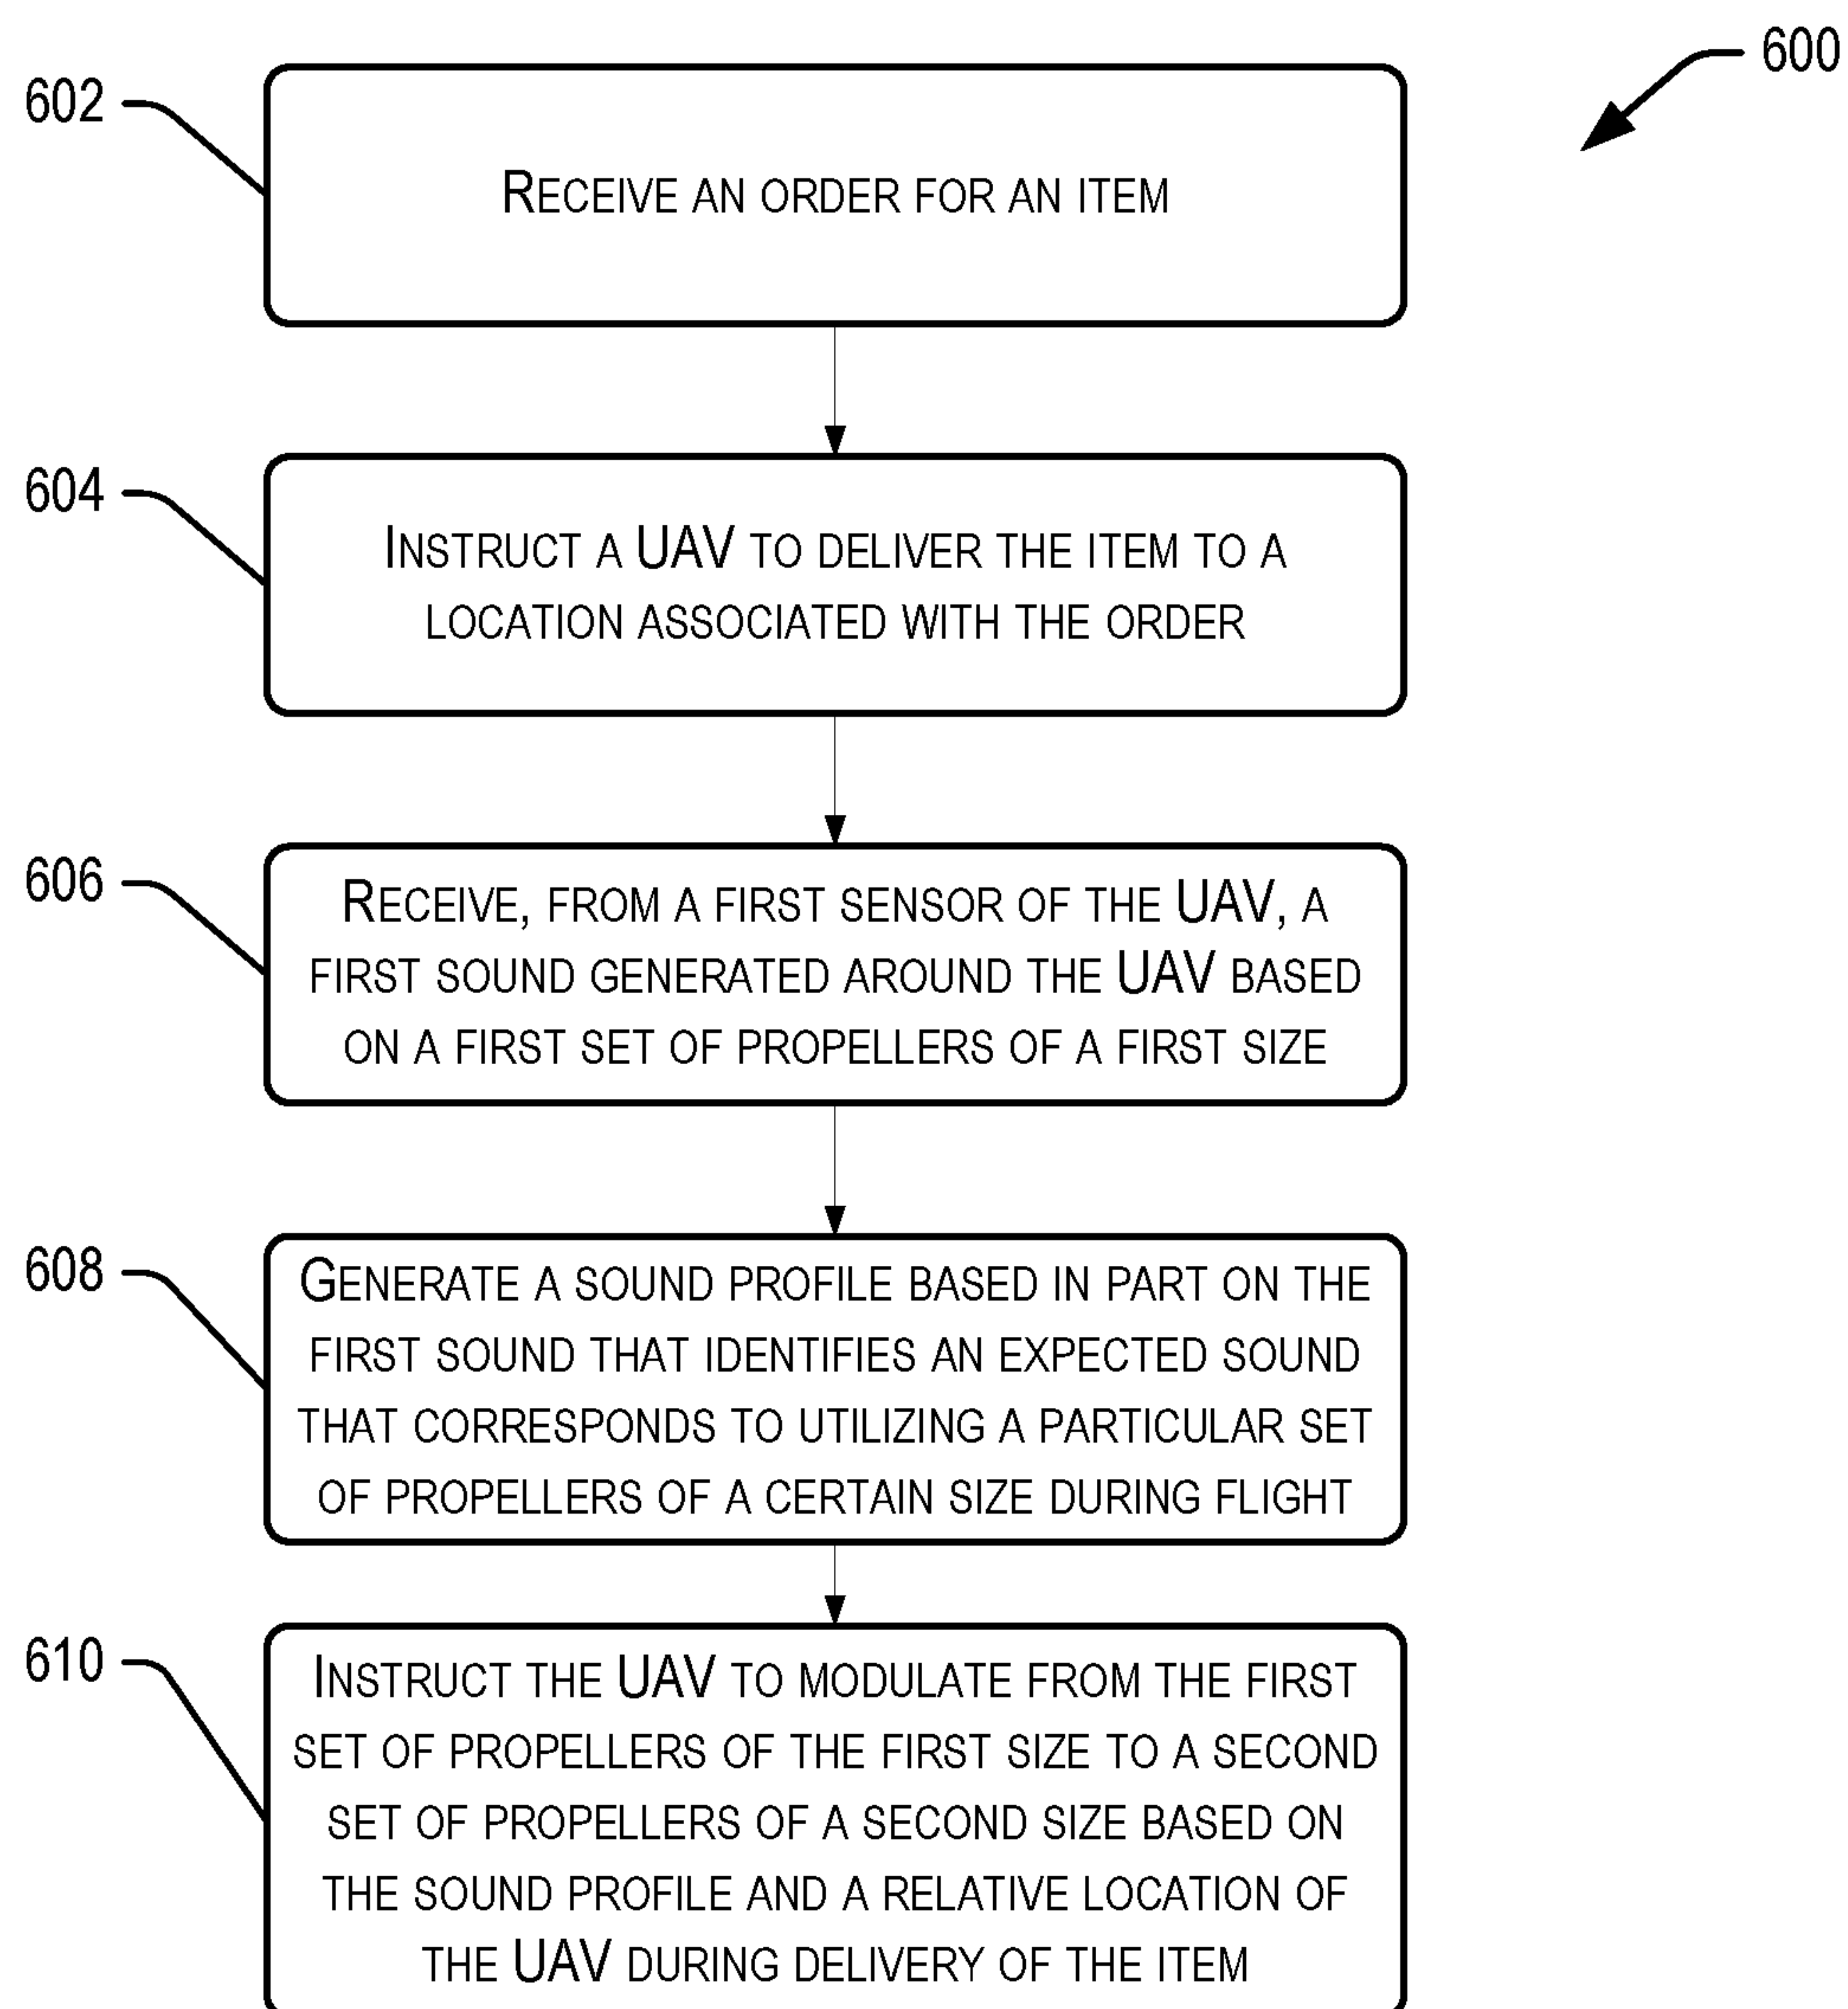 600
602
RECEIVE AN ORDER FOR AN ITEM
604
INSTRUCT A UAV TO DELIVER THE ITEM TO A
LOCATION ASSOCIATED WITH THE ORDER
606
RECEIVE, FROM A FIRST SENSOR OF THE UAV, A
FIRST SOUND GENERATED AROUND THE UAV BASED
ON A FIRST SET OF PROPELLERS OF A FIRST SIZE
608
GENERATE A SOUND PROFILE BASED IN PART ON THE
FIRST SOUND THAT IDENTIFIES AN EXPECTED SOUND
THAT CORRESPONDS TO UTILIZING A PARTICULAR SET
OF PROPELLERS OF A CERTAIN SIZE DURING FLIGHT
610
INSTRUCT THE UAV TO MODULATE FROM THE FIRST
SET OF PROPELLERS OF THE FIRST SIZE TO A SECOND
SET OF PROPELLERS OF A SECOND SIZE BASED ON
THE SOUND PROFILE AND A RELATIVE LOCATION OF
THE UAV DURING DELIVERY OF THE ITEM